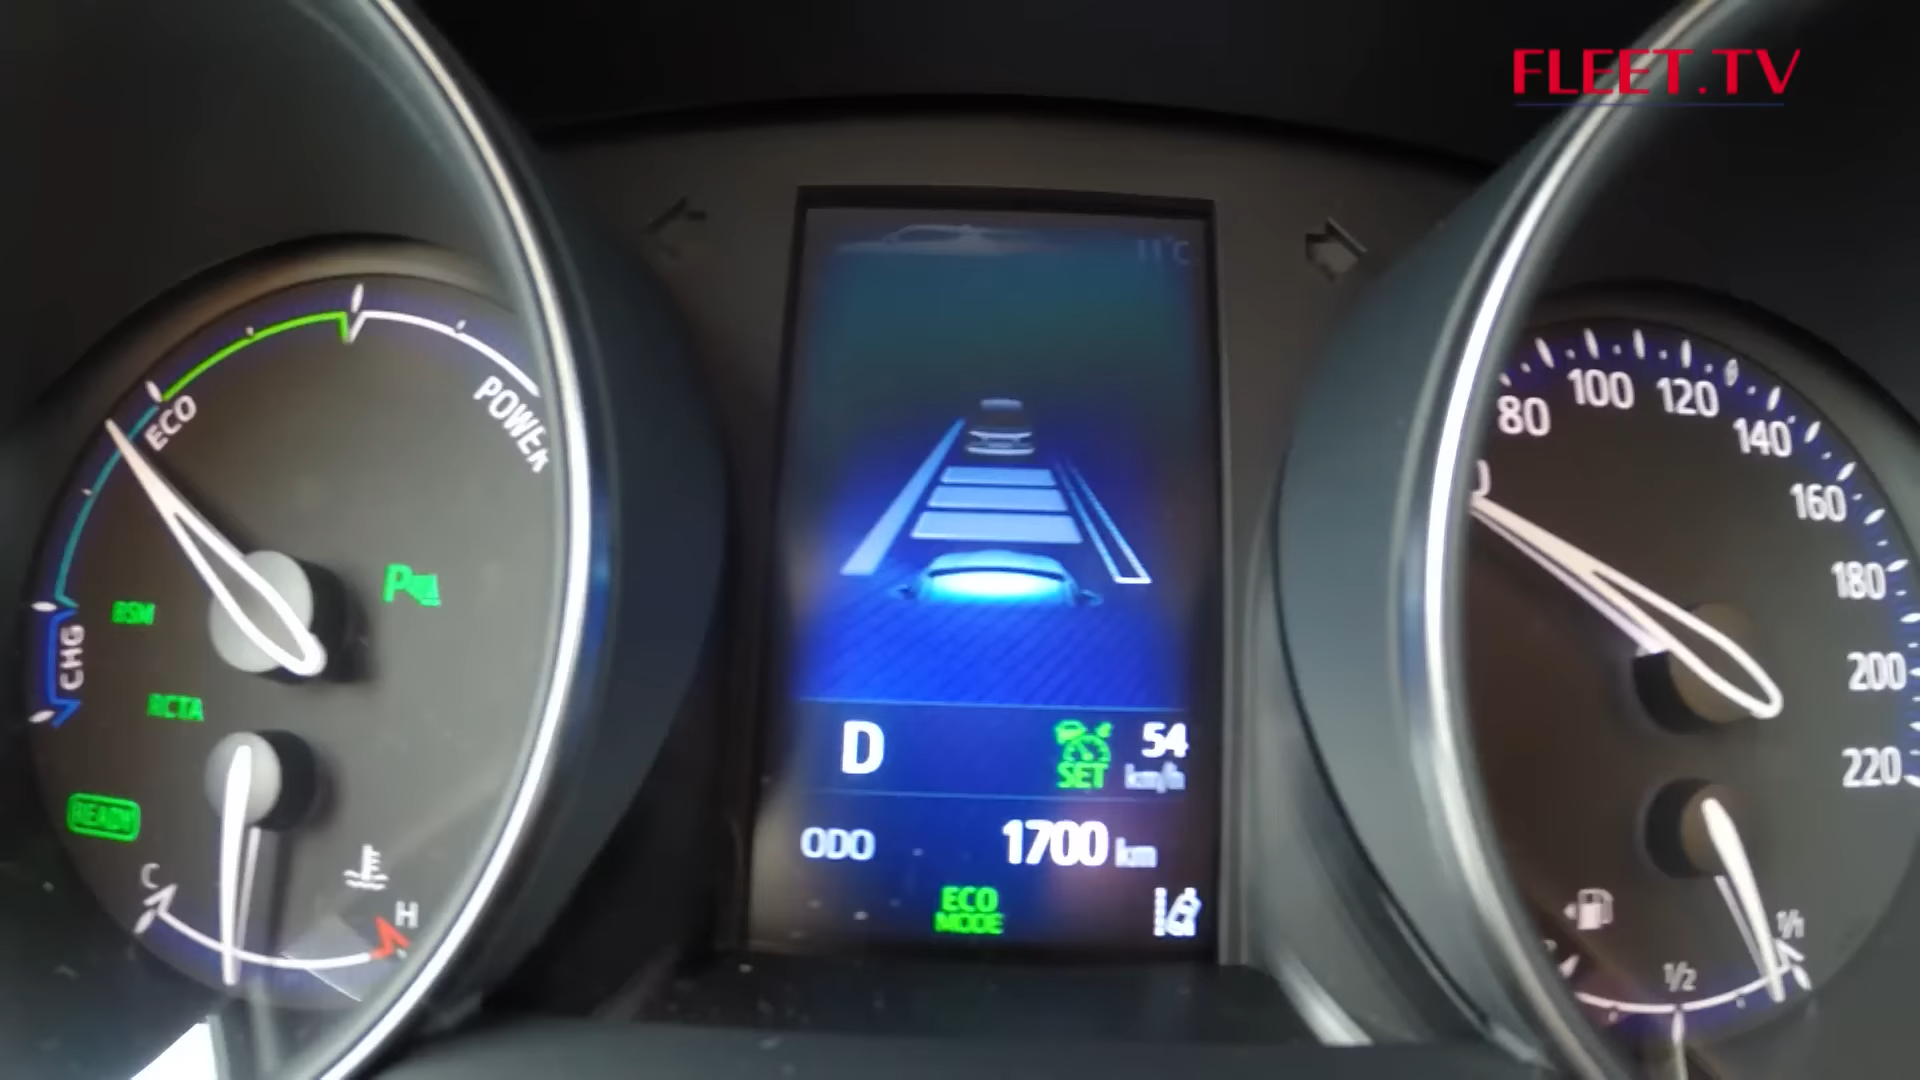 FLEET.TV
11°C
ECO
POWER
CHG
BSM
RCTA
READY
P
C
H
D
SET
54
km/h
ODO
1700 km
ECO
MODE
80
100
120
140
160
180
200
220
1/2
1/1